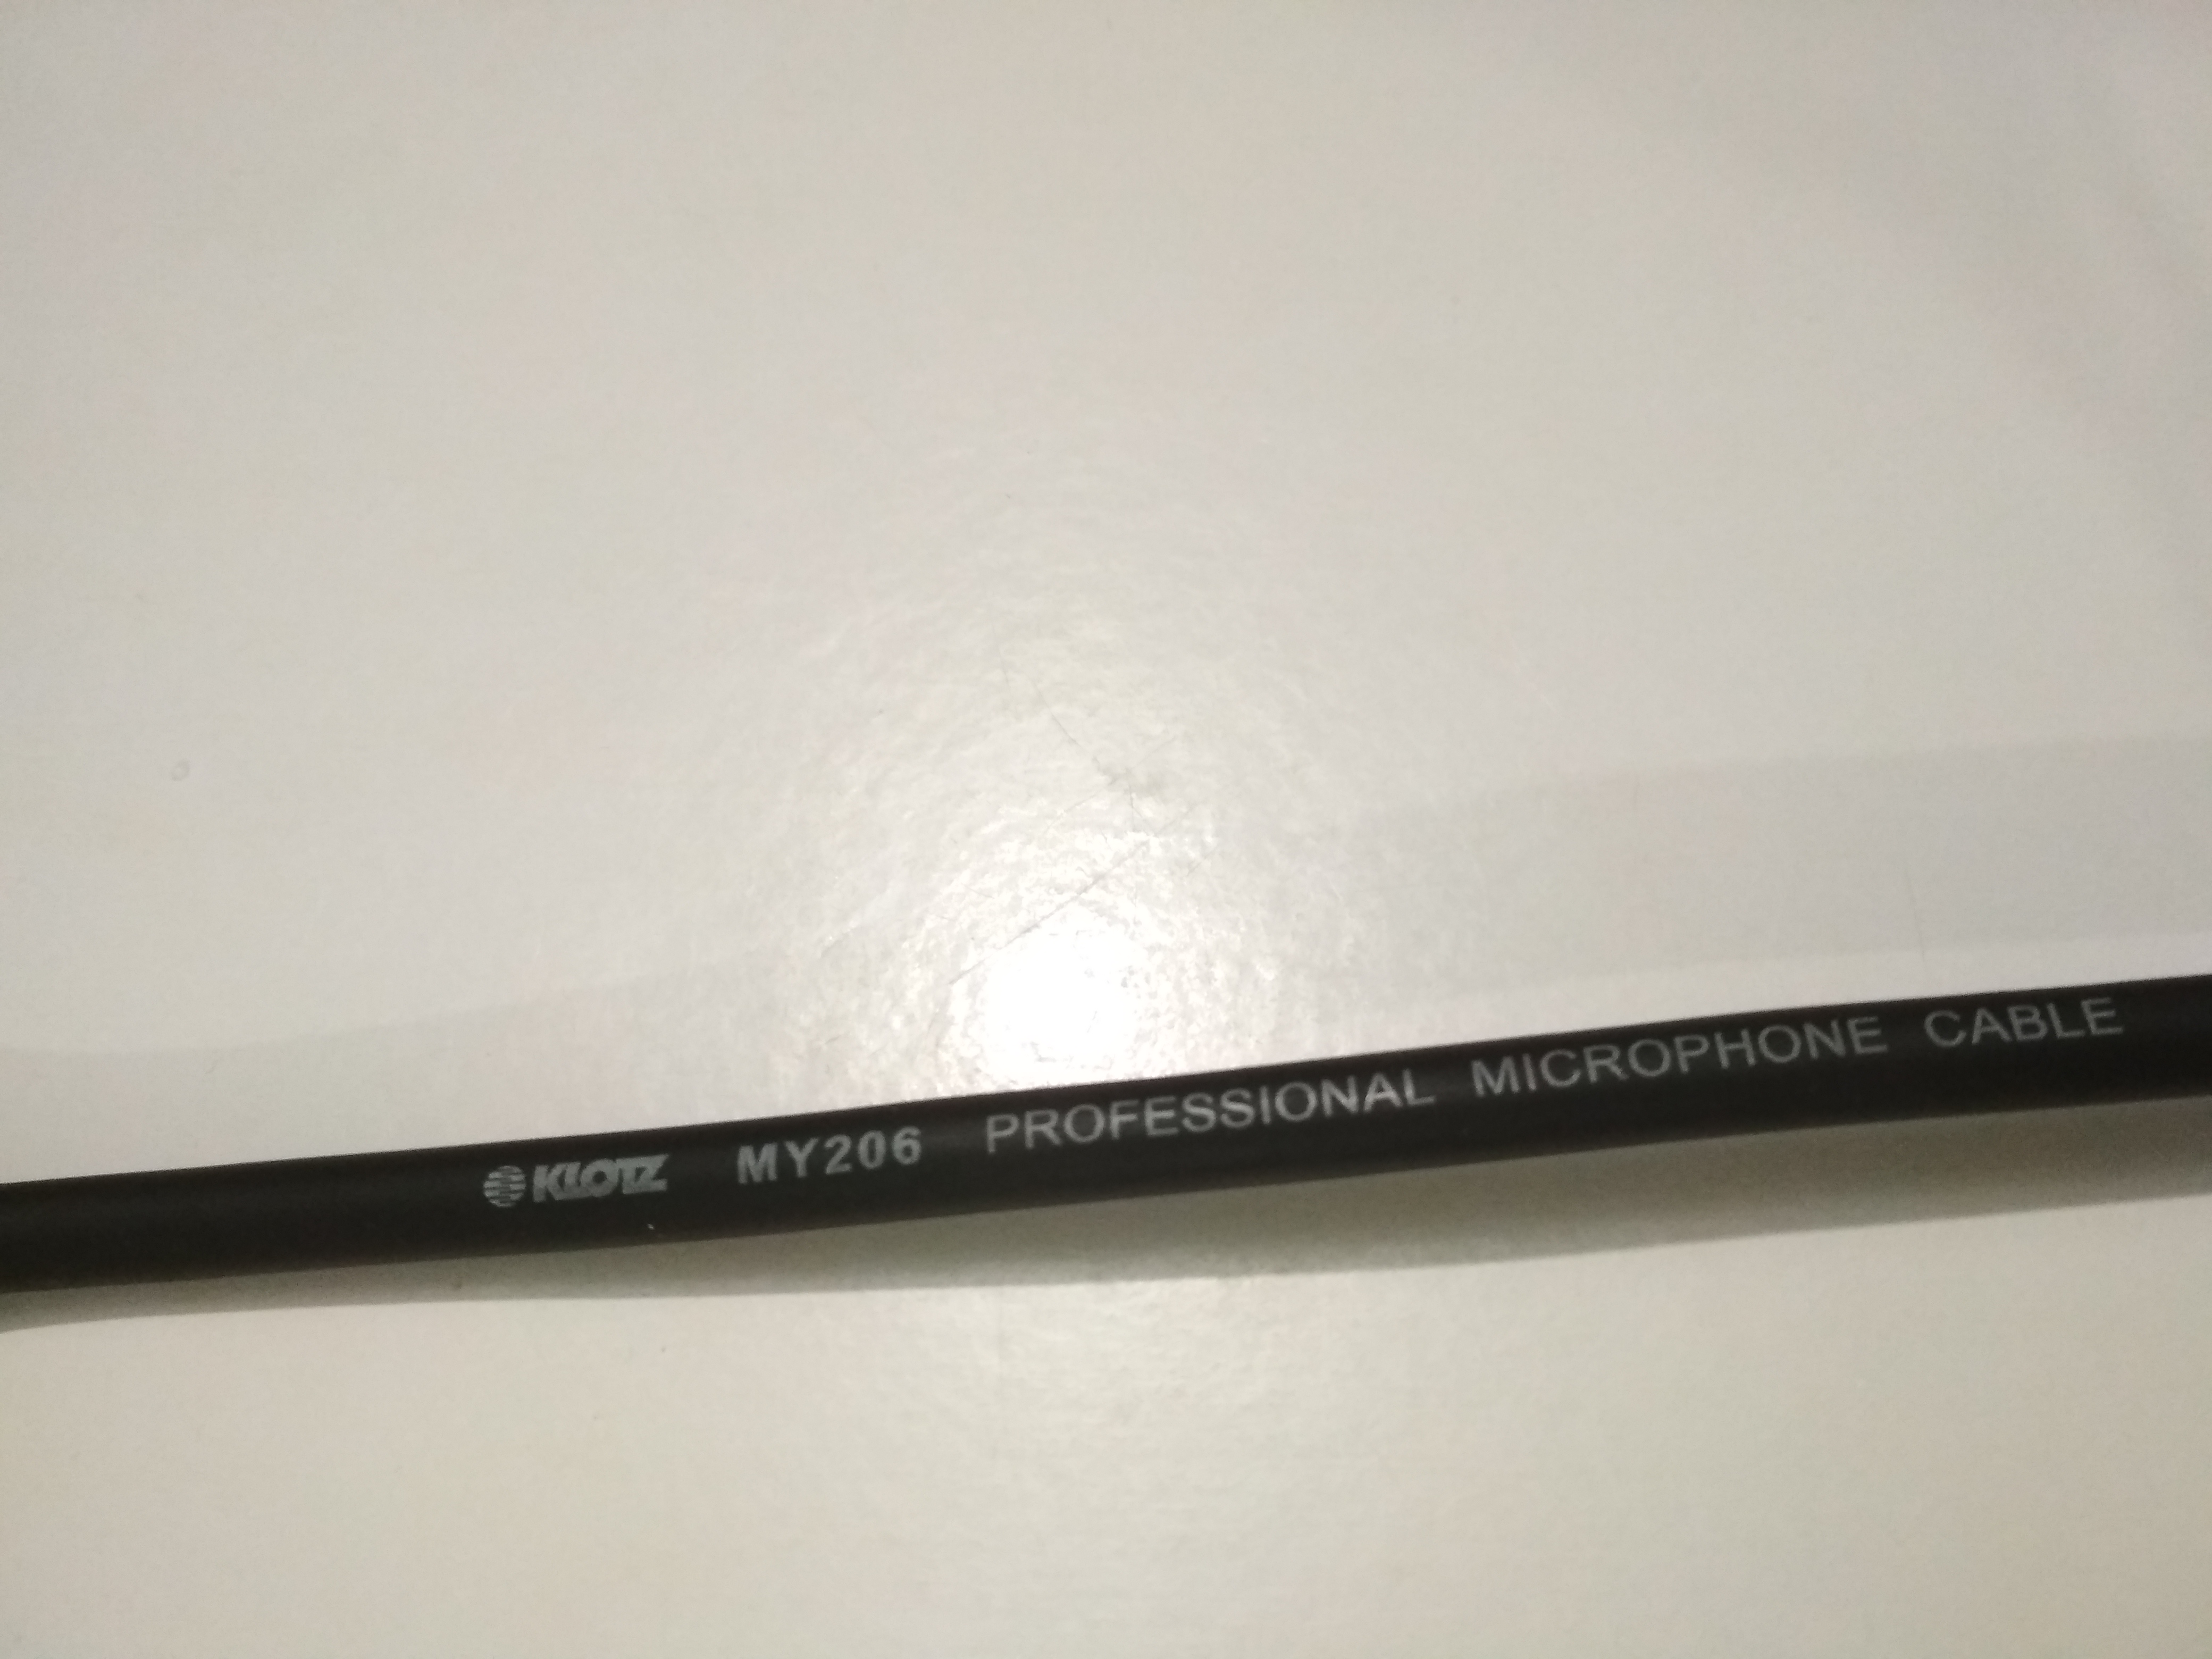 KLOTZ MY206 PROFESSIONAL MICROPHONE CABLE